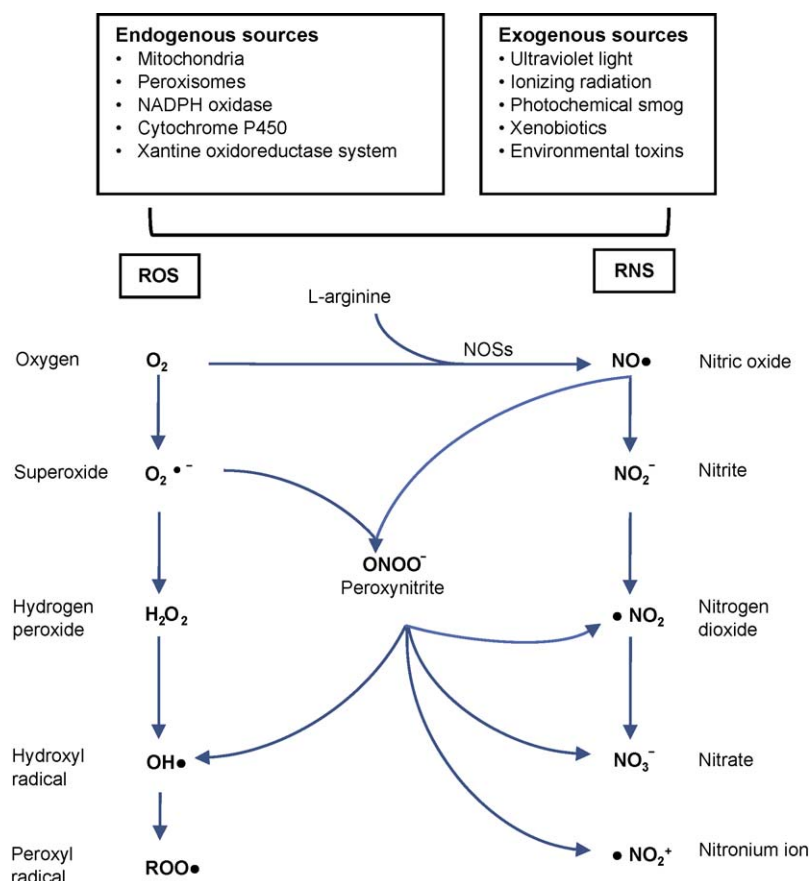 Endogenous sources
• Mitochondria
• Peroxisomes
• NADPH oxidase
• Cytochrome P450
• Xantine oxidoreductase system
Exogenous sources
• Ultraviolet light
• Ionizing radiation
• Photochemical smog
• Xenobiotics
• Environmental toxins
ROS
RNS
L-arginine
NOSs
Oxygen
O₂
NO●
Nitric oxide
Superoxide
O₂●⁻
NO₂⁻
Nitrite
ONOO⁻
Peroxynitrite
Hydrogen
peroxide
H₂O₂
● NO₂
Nitrogen
dioxide
Hydroxyl
radical
OH●
NO₃⁻
Nitrate
Peroxyl
radical
ROO●
● NO₂⁺
Nitronium ion